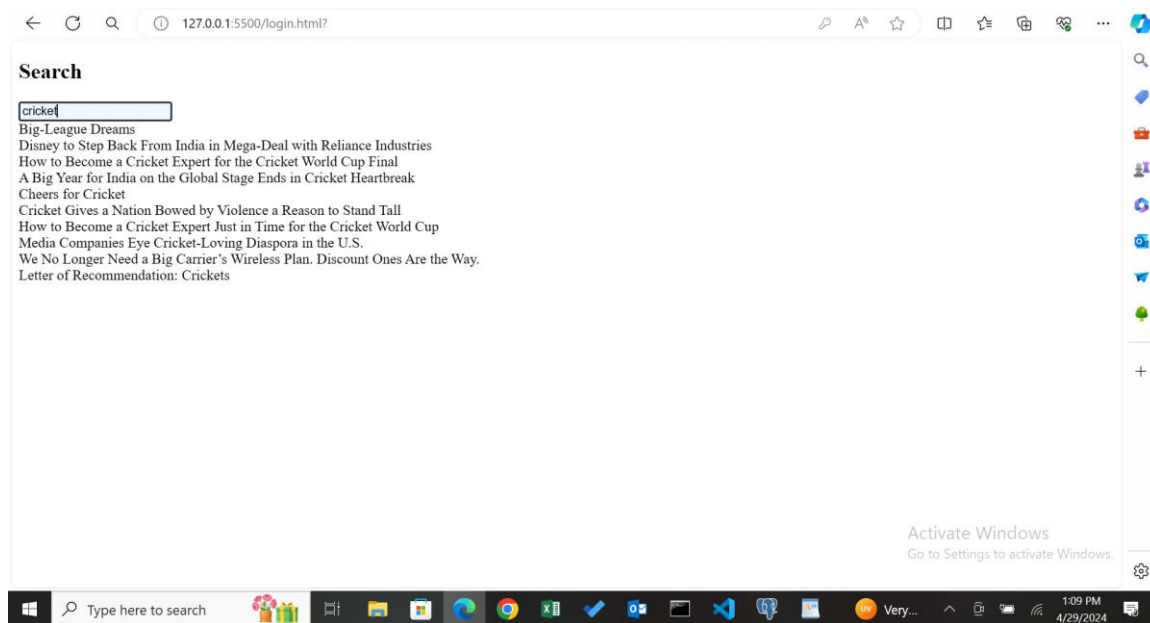 127.0.0.1:5500/login.html?
Search
cricket
Big-League Dreams
Disney to Step Back From India in Mega-Deal with Reliance Industries
How to Become a Cricket Expert for the Cricket World Cup Final
A Big Year for India on the Global Stage Ends in Cricket Heartbreak
Cheers for Cricket
Cricket Gives a Nation Bowed by Violence a Reason to Stand Tall
How to Become a Cricket Expert Just in Time for the Cricket World Cup
Media Companies Eye Cricket-Loving Diaspora in the U.S.
We No Longer Need a Big Carrier’s Wireless Plan. Discount Ones Are the Way.
Letter of Recommendation: Crickets
Activate Windows
Go to Settings to activate Windows.
Type here to search
UV
Very...
1:09 PM
4/29/2024